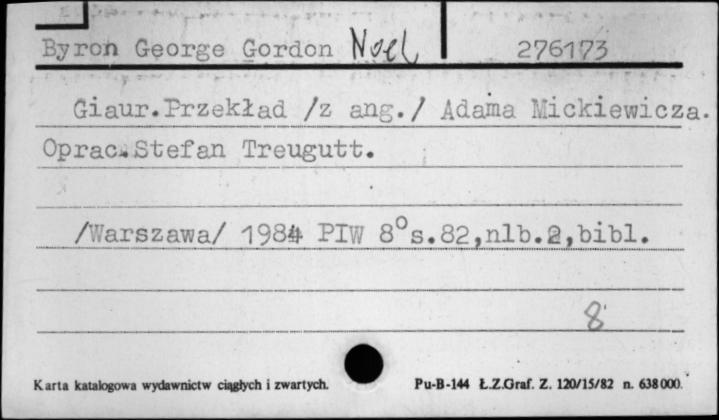 Byron George Gordon Noel 276173
Giaur.Przekład /z ang./ Adama Mickiewicza.
Oprac.Stefan Treugutt.
/Warszawa/ 1984 PIW 8°s.82,nlb.2,bibl.
8
Karta katalogowa wydawnictw ciągłych i zwartych. Pu-B-144 Ł.Z.Graf. Z. 120/15/82 n. 638000.